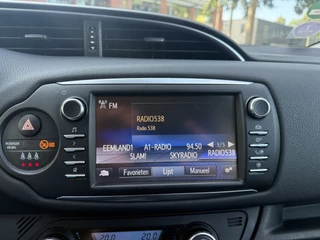 FM
RADIO538
Radio 538
EEMLAND1 A1-RADIO 94.50 1/5
SLAM! SKYRADIO RADIO538
Favorieten Lijst Manueel
20.0 20.0